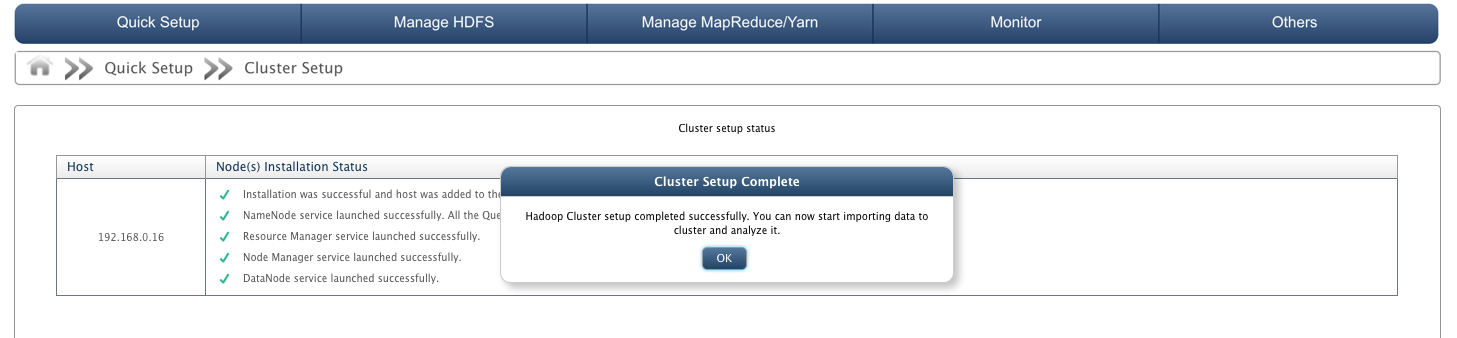 Quick Setup
Manage HDFS
Manage MapReduce/Yarn
Monitor
Others
Quick Setup
Cluster Setup
Cluster setup status
Host
Node(s) Installation Status
192.168.0.16
Installation was successful and host was added to the
NameNode service launched successfully. All the Que
Resource Manager service launched successfully.
Node Manager service launched successfully.
DataNode service launched successfully.
Cluster Setup Complete
Hadoop Cluster setup completed successfully. You can now start importing data to
cluster and analyze it.
OK